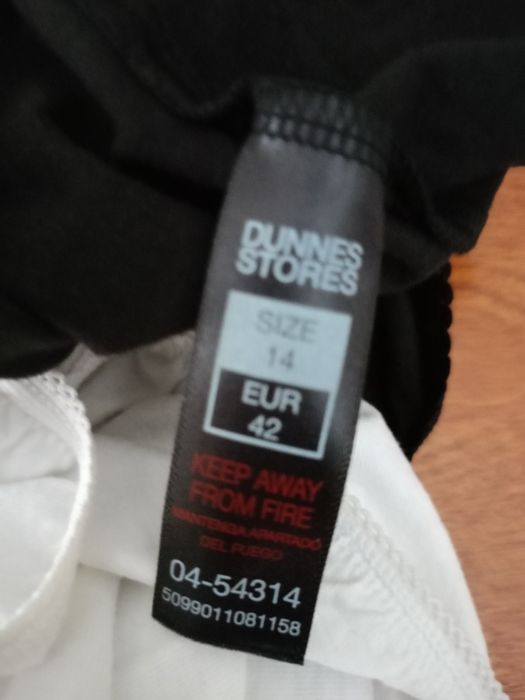 DUNNES
STORES
SIZE
14
EUR
42
KEEP AWAY
FROM FIRE
MANTENGA APARTADO
DEL FUEGO
04-54314
5099011081158